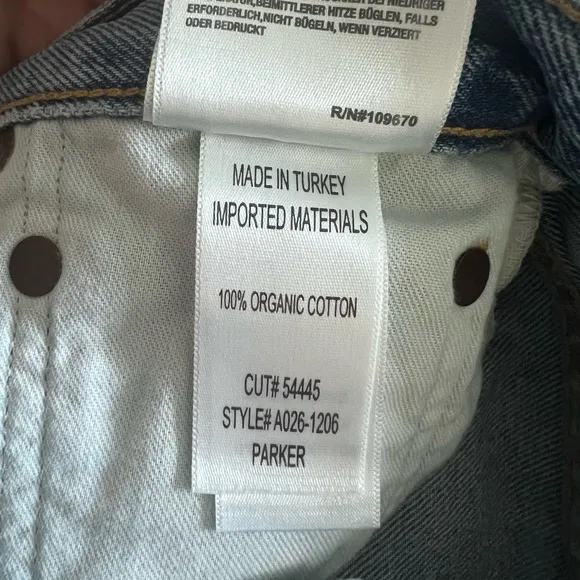 ERFORDERLICH,NICHT BÜGELN, WENN VERZIERT
ODER BEDRUCKT
R/N#109670
MADE IN TURKEY
IMPORTED MATERIALS
100% ORGANIC COTTON
CUT# 54445
STYLE# A026-1206
PARKER